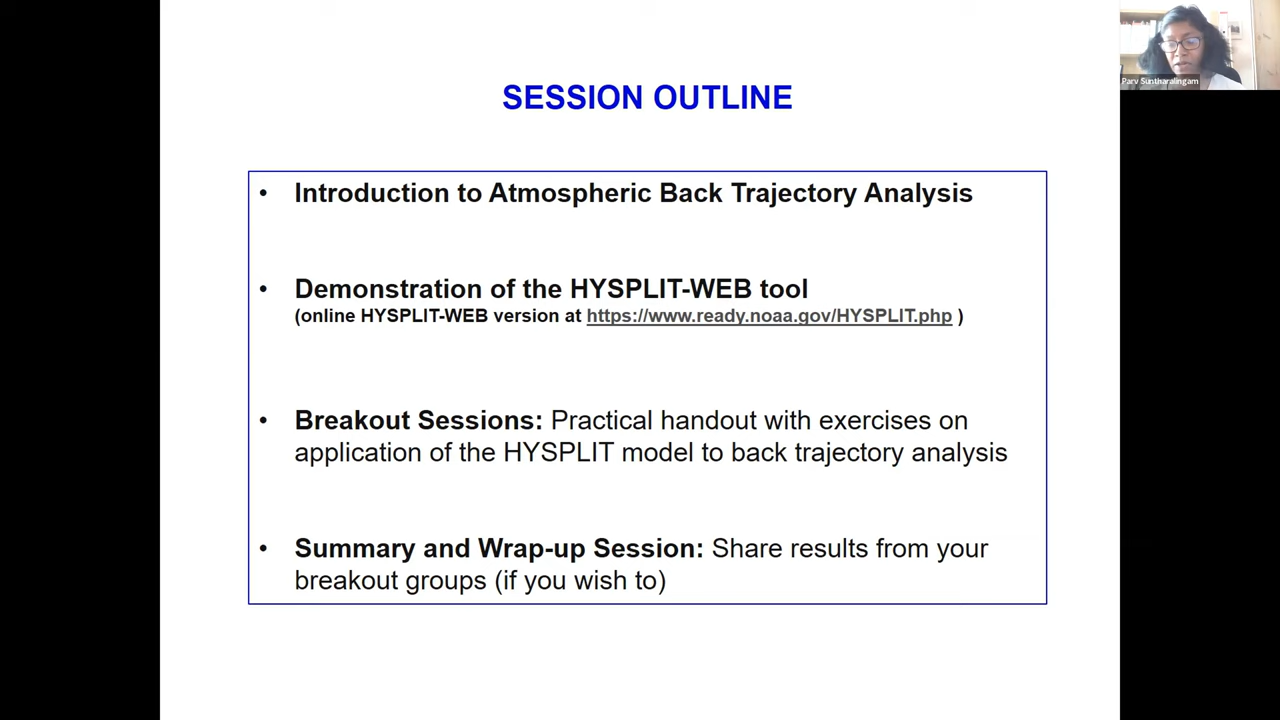 Parv Suntharalingam
SESSION OUTLINE
• Introduction to Atmospheric Back Trajectory Analysis
• Demonstration of the HYSPLIT-WEB tool
(online HYSPLIT-WEB version at https://www.ready.noaa.gov/HYSPLIT.php )
• Breakout Sessions: Practical handout with exercises on
application of the HYSPLIT model to back trajectory analysis
• Summary and Wrap-up Session: Share results from your
breakout groups (if you wish to)